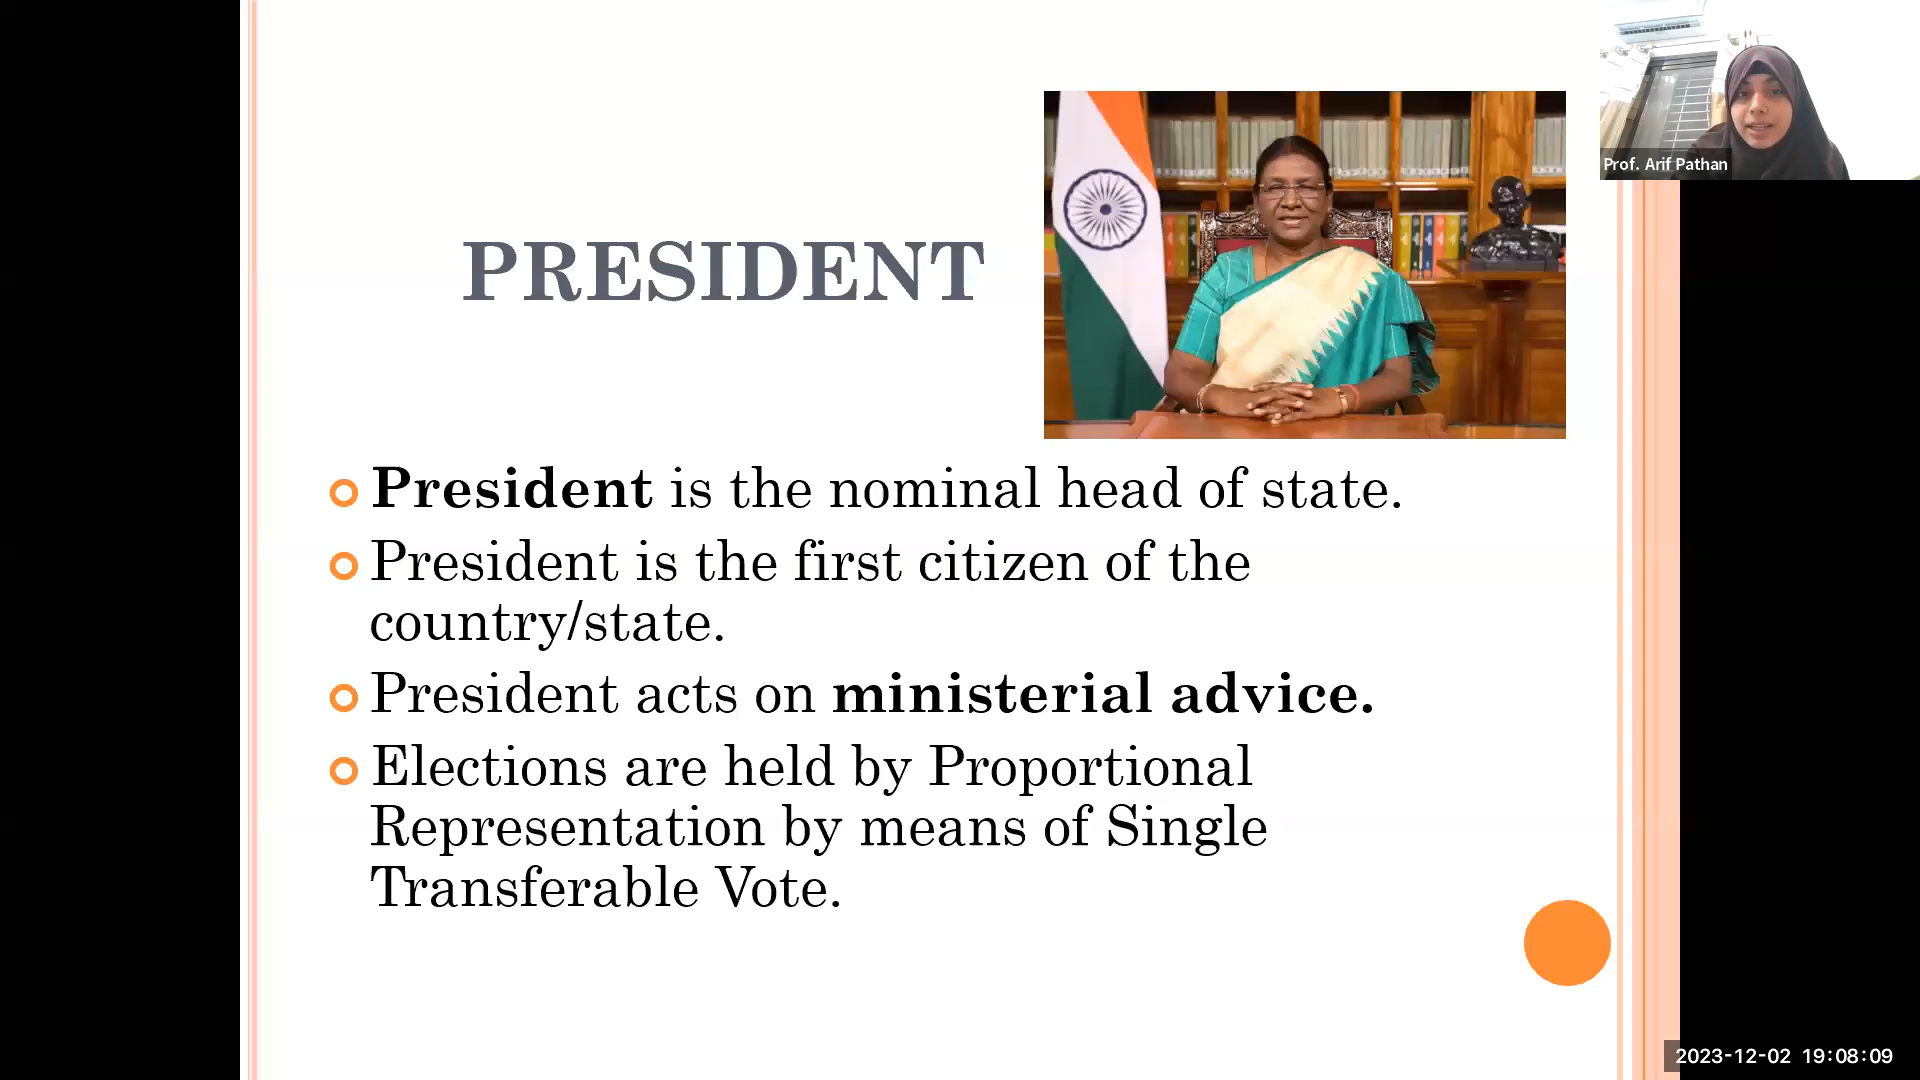 Prof. Arif Pathan
PRESIDENT
President is the nominal head of state.
President is the first citizen of the
country/state.
President acts on ministerial advice.
Elections are held by Proportional
Representation by means of Single
Transferable Vote.
2023-12-02 19:08:09